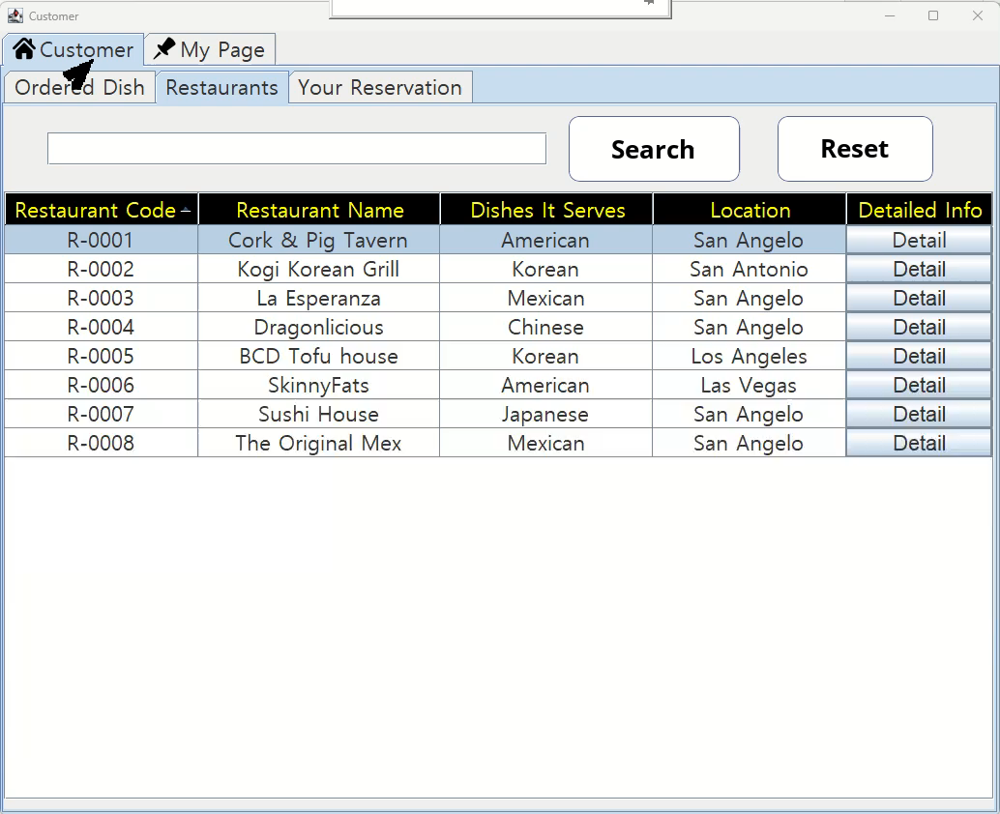 Customer
Customer My Page
Ordered Dish Restaurants Your Reservation
Search Reset
Restaurant Code Restaurant Name Dishes It Serves Location Detailed Info
R-0001 Cork & Pig Tavern American San Angelo Detail
R-0002 Kogi Korean Grill Korean San Antonio Detail
R-0003 La Esperanza Mexican San Angelo Detail
R-0004 Dragonlicious Chinese San Angelo Detail
R-0005 BCD Tofu house Korean Los Angeles Detail
R-0006 SkinnyFats American Las Vegas Detail
R-0007 Sushi House Japanese San Angelo Detail
R-0008 The Original Mex Mexican San Angelo Detail